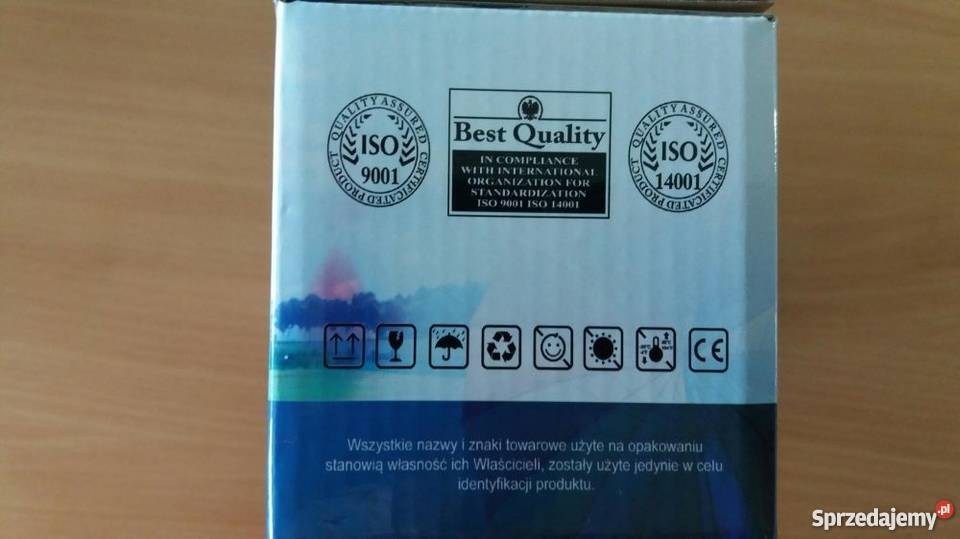 QUALITY ASSURED
ISO
9001
CERTIFICATED PRODUCT
Best Quality
IN COMPLIANCE
WITH INTERNATIONAL
ORGANIZATION FOR
STANDARDIZATION
ISO 9001 ISO 14001
QUALITY ASSURED
ISO
14001
CERTIFICATED PRODUCT
CE
Wszystkie nazwy i znaki towarowe użyte na opakowaniu
stanowią własność ich Właścicieli, zostały użyte jedynie w celu
identyfikacji produktu.
Sprzedajemy.pl